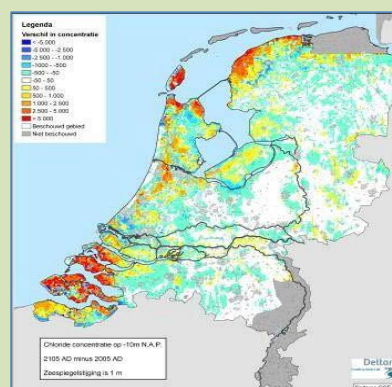 Legenda
Verschil in concentratie
< -5.000
-5.000 - -2.500
-2.500 - -1.000
-1000 - -500
-500 - -50
-50 - 50
50 - 500
500 - 1.000
1.000 - 2.500
2.500 - 5.000
> 5.000
Beschouwd gebied
Niet beschouwd
Chloride concentratie op -10m N.A.P.
2105 AD minus 2005 AD
Zeespiegelstijging is 1 m
Deltar